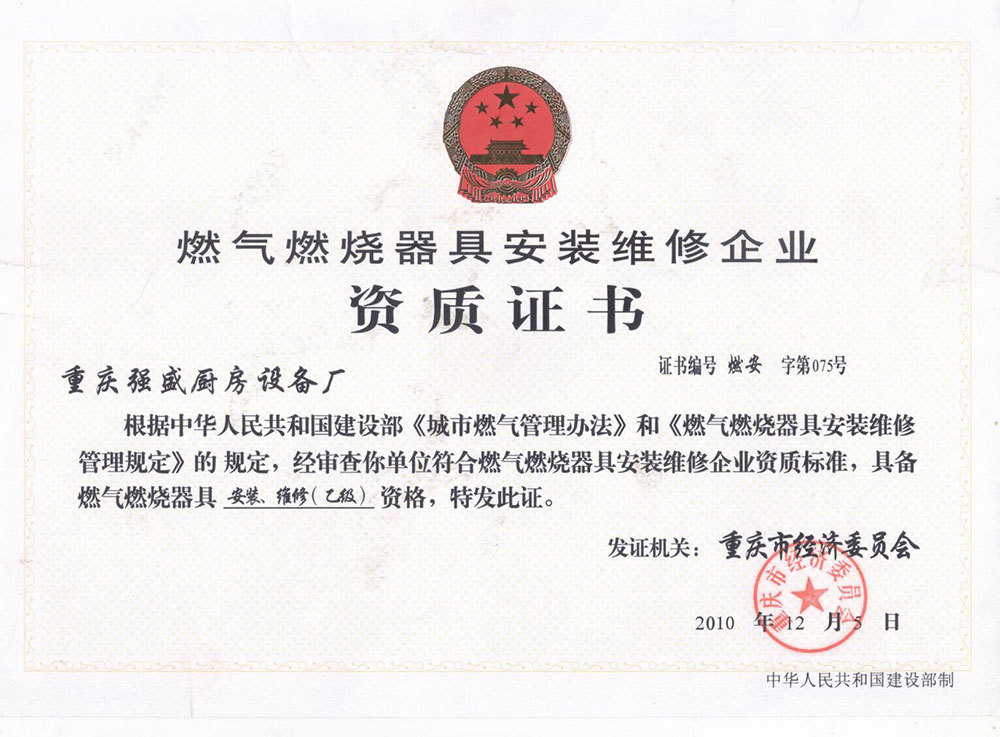 燃气燃烧器具安装维修企业
资质证书
证书编号 燃安 字第075号
重庆强盛厨房设备厂
根据中华人民共和国建设部《城市燃气管理办法》和《燃气燃烧器具安装维修
管理规定》的 规定，经审查你单位符合燃气燃烧器具安装维修企业资质标准，具备
燃气燃烧器具 安装、维修(乙级) 资格，特发此证。
发证机关：重庆市经济委员会
重庆市经济委员会
2010 年 12 月 5 日
中华人民共和国建设部制